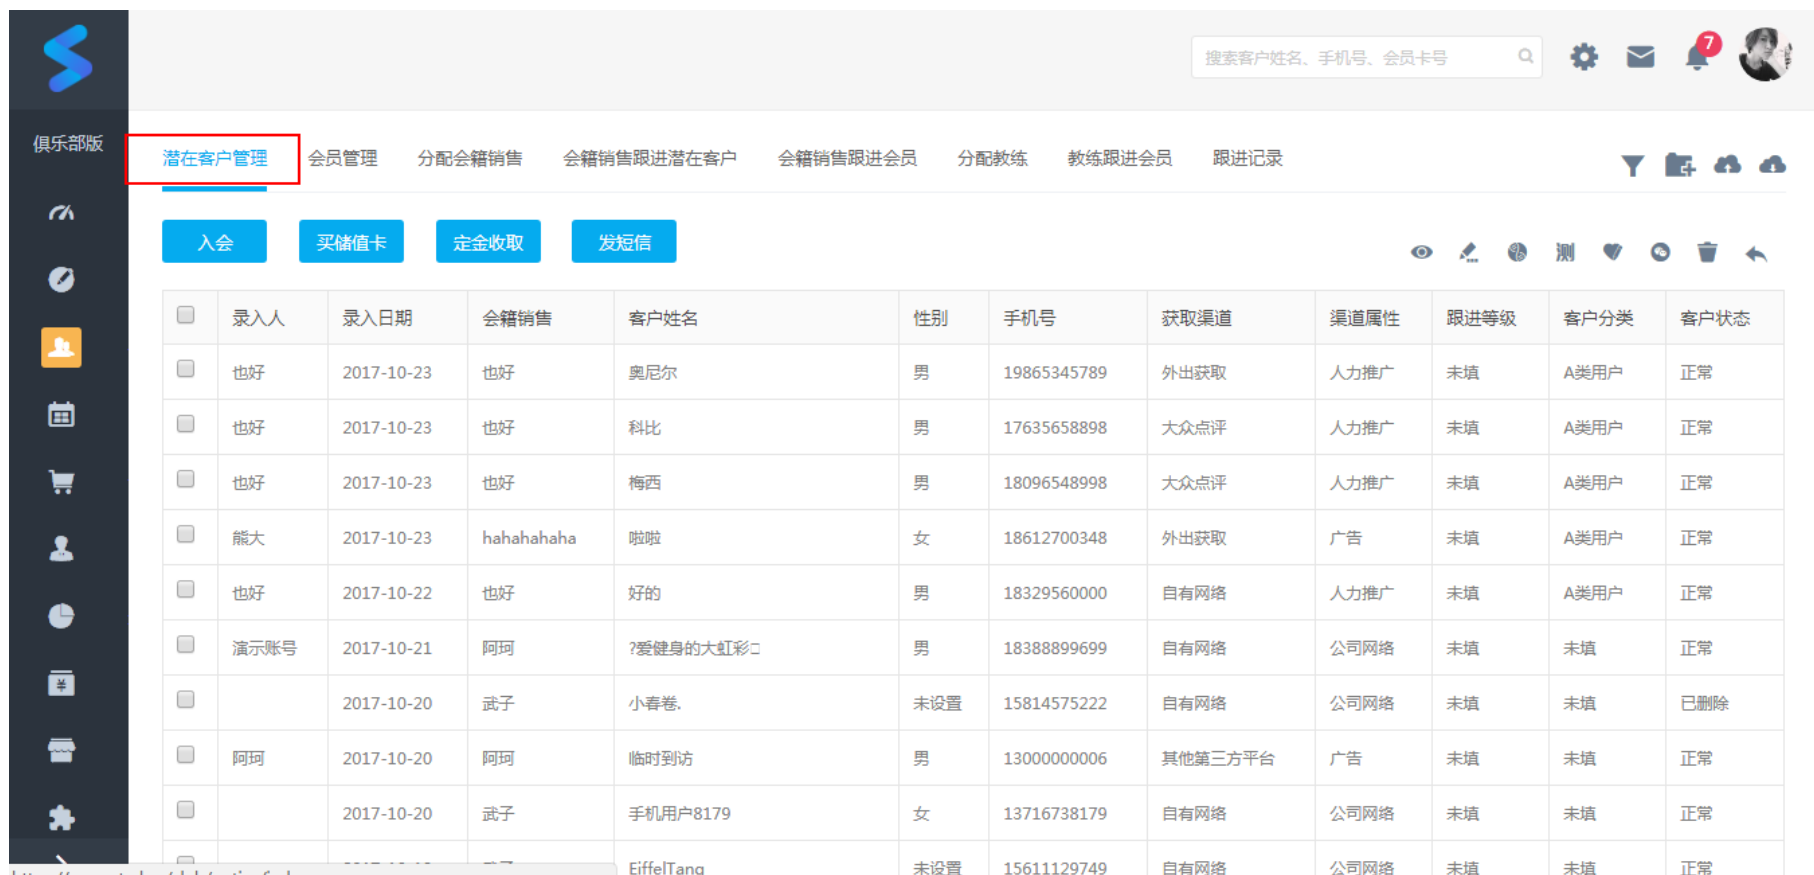 搜索客户姓名、手机号、会员卡号
7
俱乐部版
潜在客户管理 会员管理 分配会籍销售 会籍销售跟进潜在客户 会籍销售跟进会员 分配教练 教练跟进会员 跟进记录
入会 买储值卡 定金收取 发短信 测
录入人 录入日期 会籍销售 客户姓名 性别 手机号 获取渠道 渠道属性 跟进等级 客户分类 客户状态
也好 2017-10-23 也好 奥尼尔 男 19865345789 外出获取 人力推广 未填 A类用户 正常
也好 2017-10-23 也好 科比 男 17635658898 大众点评 人力推广 未填 A类用户 正常
也好 2017-10-23 也好 梅西 男 18096548998 大众点评 人力推广 未填 A类用户 正常
熊大 2017-10-23 hahahahaha 啦啦 女 18612700348 外出获取 广告 未填 A类用户 正常
也好 2017-10-22 也好 好的 男 18329560000 自有网络 人力推广 未填 A类用户 正常
演示账号 2017-10-21 阿珂 ?爱健身的大虹彩□ 男 18388899699 自有网络 公司网络 未填 未填 正常
2017-10-20 武子 小春卷. 未设置 15814575222 自有网络 公司网络 未填 未填 已删除
阿珂 2017-10-20 阿珂 临时到访 男 13000000006 其他第三方平台 广告 未填 未填 正常
2017-10-20 武子 手机用户8179 女 13716738179 自有网络 公司网络 未填 未填 正常
EiffelTang 未设置 15611129749 自有网络 公司网络 未填 未填 正常